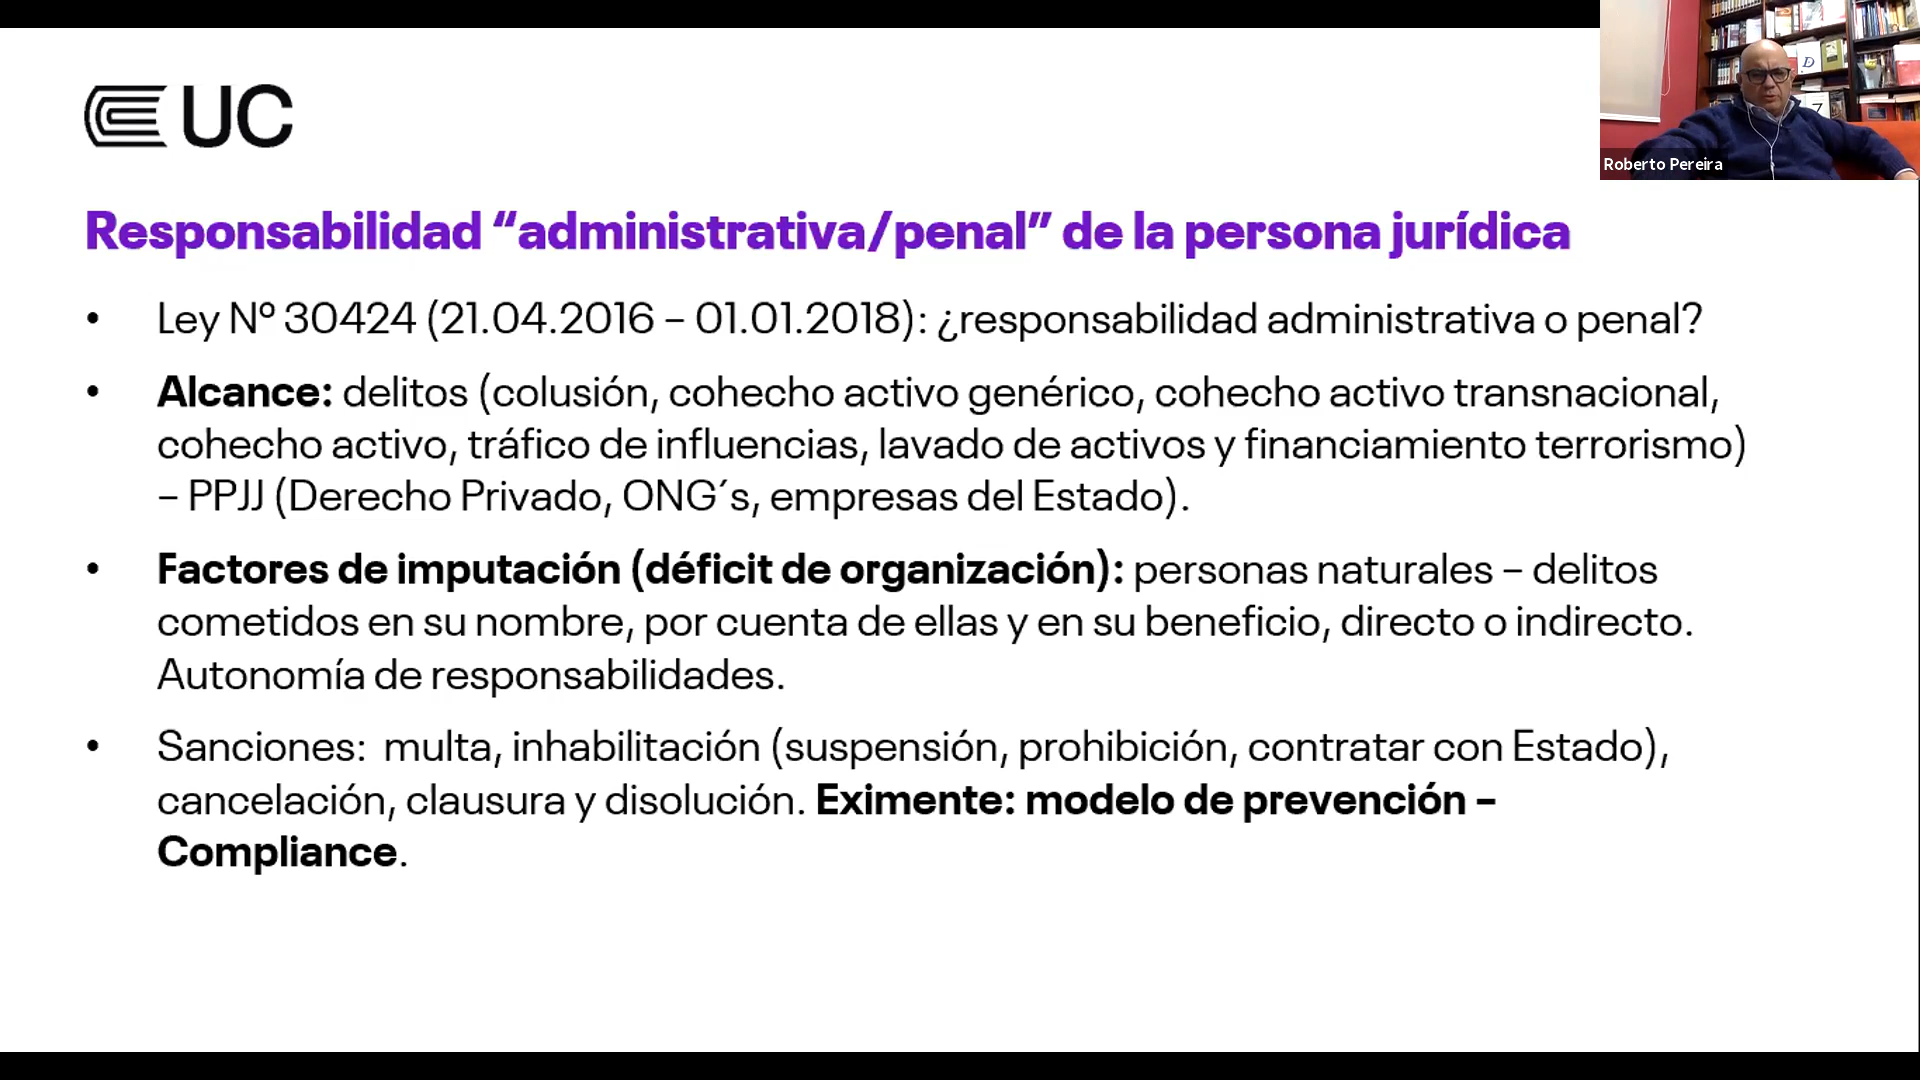 UC
Roberto Pereira
Responsabilidad “administrativa/penal” de la persona jurídica
• Ley Nº 30424 (21.04.2016 – 01.01.2018): ¿responsabilidad administrativa o penal?
• Alcance: delitos (colusión, cohecho activo genérico, cohecho activo transnacional,
cohecho activo, tráfico de influencias, lavado de activos y financiamiento terrorismo)
– PPJJ (Derecho Privado, ONG´s, empresas del Estado).
• Factores de imputación (déficit de organización): personas naturales – delitos
cometidos en su nombre, por cuenta de ellas y en su beneficio, directo o indirecto.
Autonomía de responsabilidades.
• Sanciones:  multa, inhabilitación (suspensión, prohibición, contratar con Estado),
cancelación, clausura y disolución. Eximente: modelo de prevención –
Compliance.